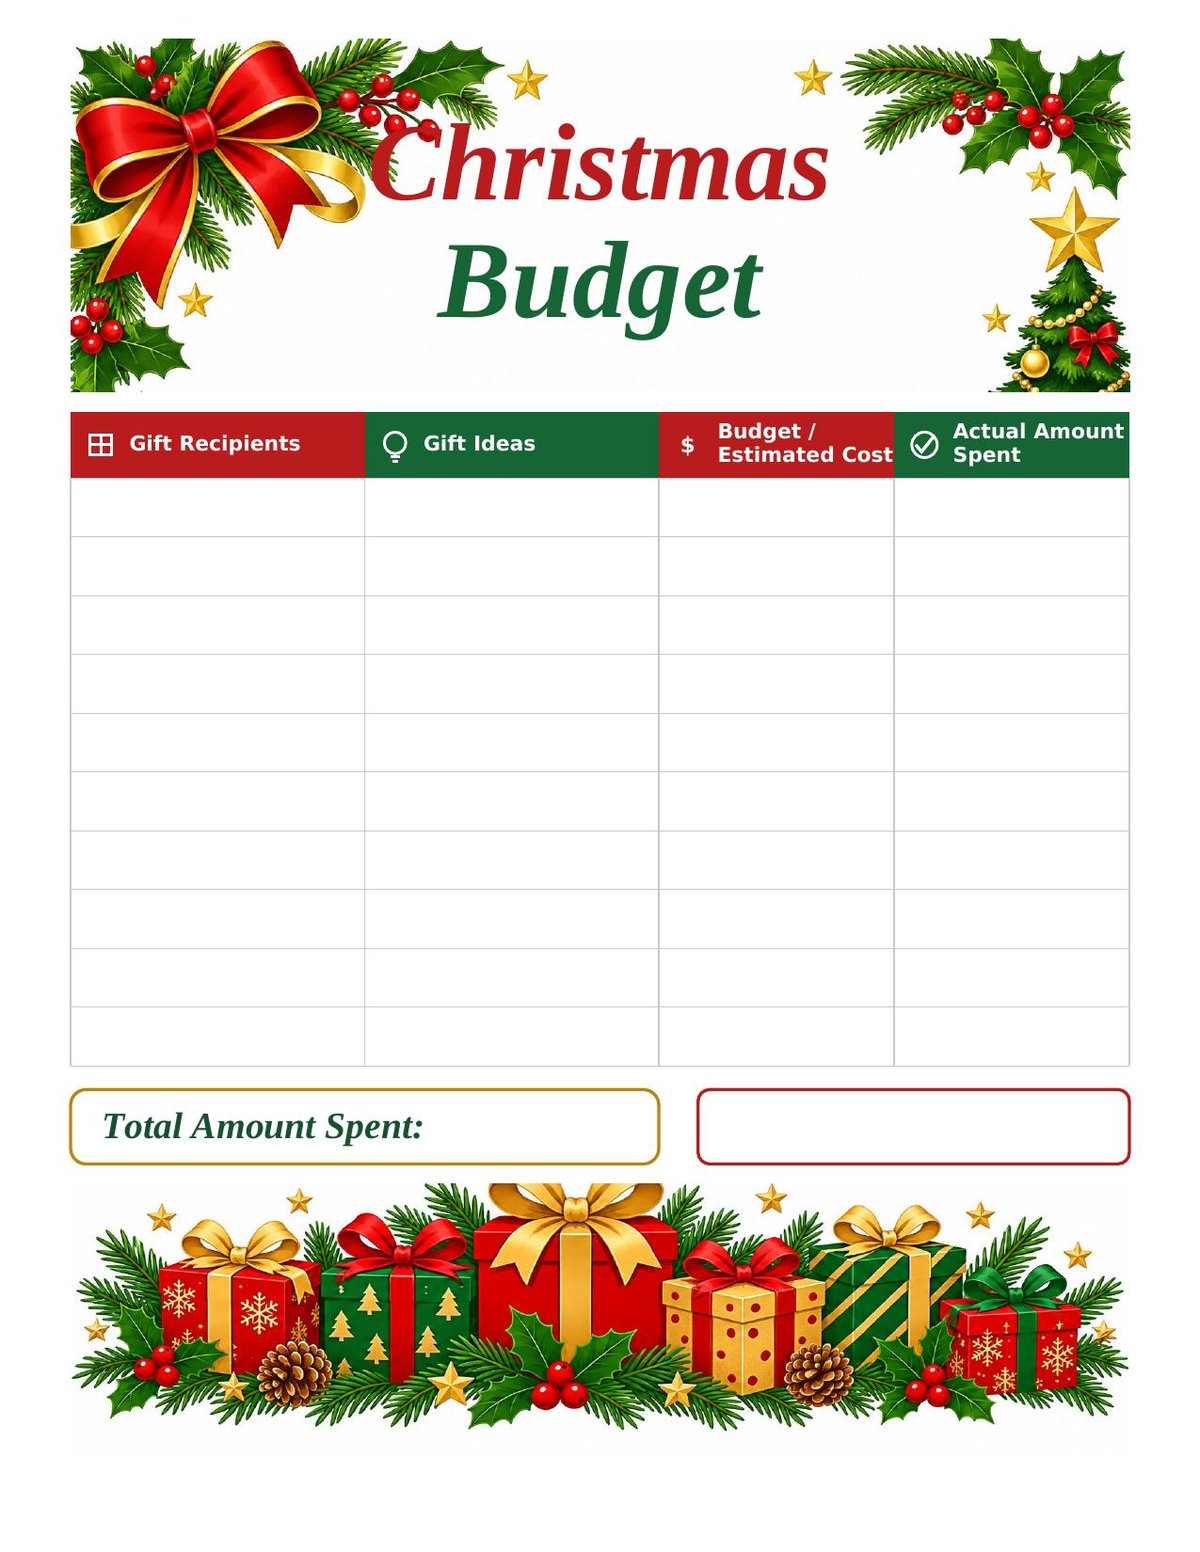 Christmas
Budget
Gift Recipients
Gift Ideas
$
Budget /
Estimated Cost
Actual Amount
Spent
Total Amount Spent: